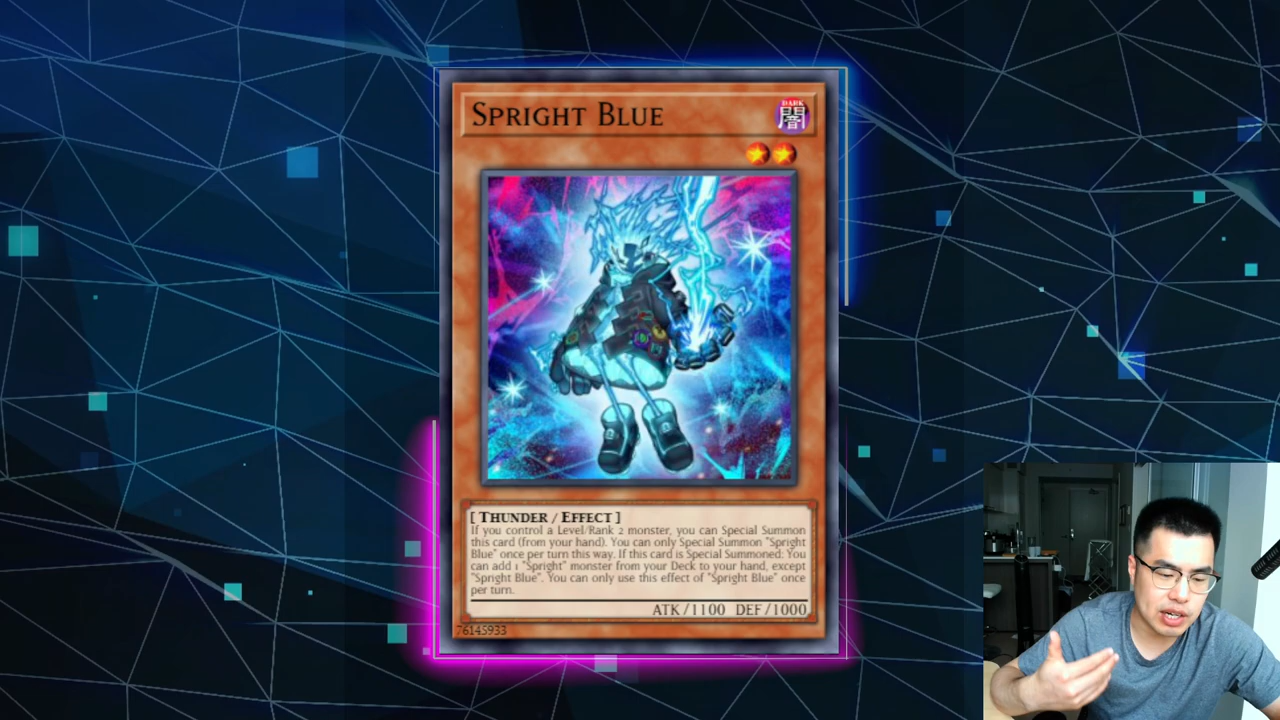 SPRIGHT BLUE
DARK
闇
[ THUNDER / EFFECT ]
If you control a Level/Rank 2 monster, you can Special Summon
this card (from your hand). You can only Special Summon "Spright
Blue" once per turn this way. If this card is Special Summoned: You
can add 1 "Spright" monster from your Deck to your hand, except
"Spright Blue". You can only use this effect of "Spright Blue" once
per turn.
ATK/1100 DEF/1000
76145933